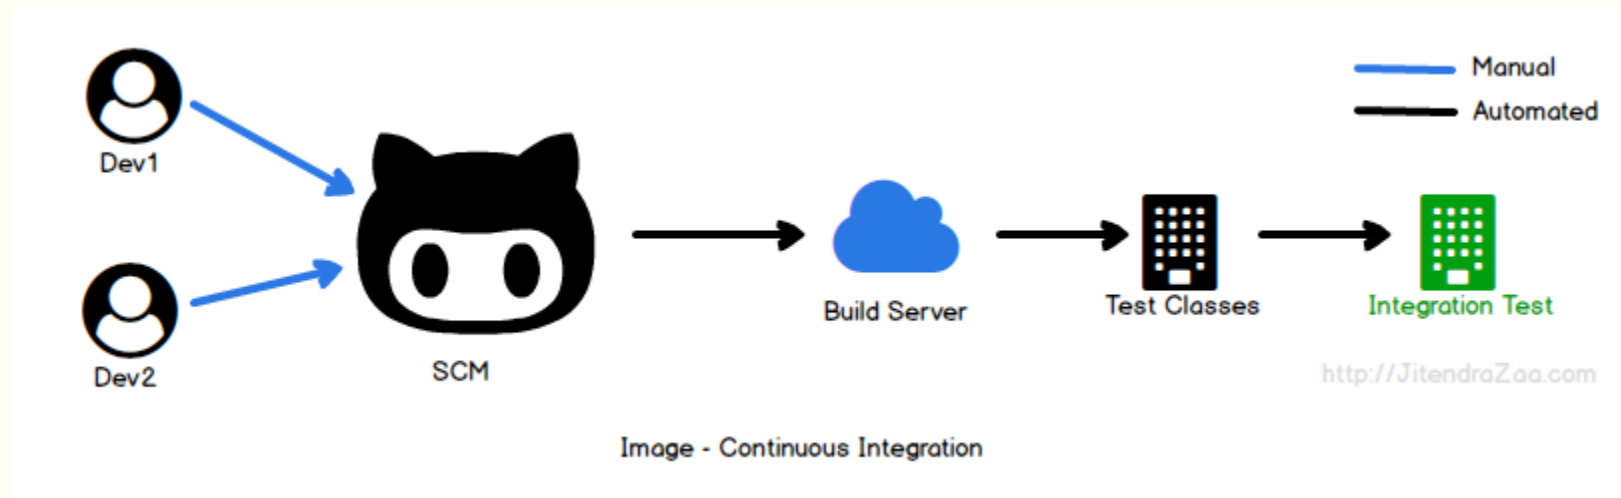 Manual
Automated
Dev1
Dev2
SCM
Build Server
Test Classes
Integration Test
http://JitendraZaa.com
Image - Continuous Integration